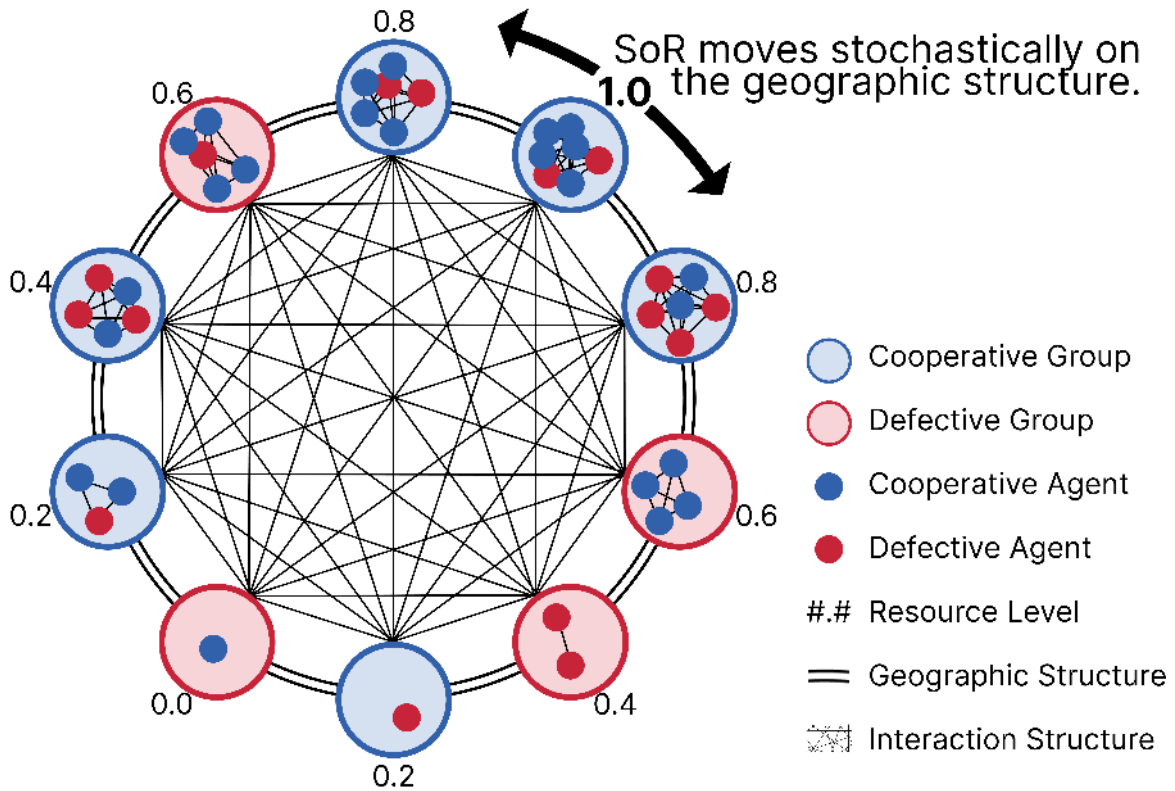 0.8
SoR moves stochastically on
the geographic structure.
1.0
0.6
0.4
0.8
0.2
0.6
0.0
0.4
0.2
Cooperative Group
Defective Group
Cooperative Agent
Defective Agent
#.# Resource Level
Geographic Structure
Interaction Structure